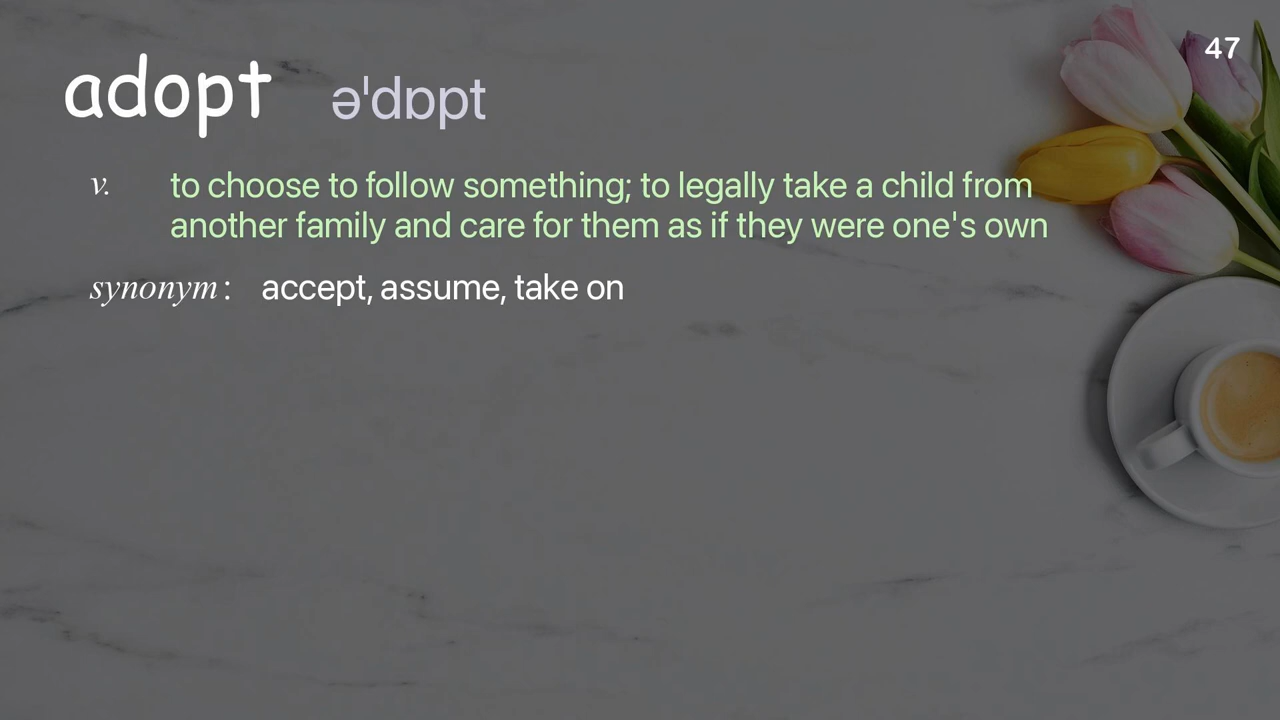 47
adopt əˈdɒpt
v. to choose to follow something; to legally take a child from
another family and care for them as if they were one's own
synonym: accept, assume, take on